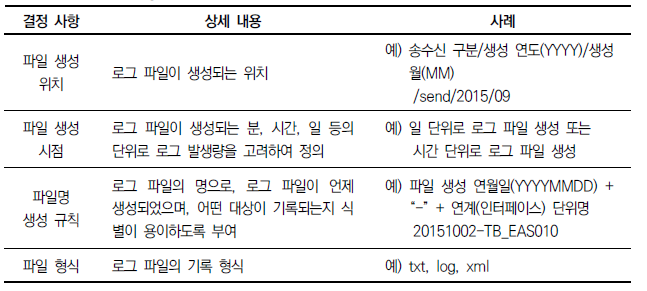 결정 사항 상세 내용 사례
파일 생성
위치
로그 파일이 생성되는 위치
예) 송수신 구분/생성 연도(YYYY)/생성
월(MM)
/send/2015/09
파일 생성
시점
로그 파일이 생성되는 분, 시간, 일 등의
단위로 로그 발생량을 고려하여 정의
예) 일 단위로 로그 파일 생성 또는
시간 단위로 로그 파일 생성
파일명
생성 규칙
로그 파일의 명으로, 로그 파일이 언제
생성되었으며, 어떤 대상이 기록되는지 식
별이 용이하도록 부여
예) 파일 생성 연월일(YYYYMMDD) +
“-” + 연계(인터페이스) 단위명
20151002-TB_EAS010
파일 형식
로그 파일의 기록 형식
예) txt, log, xml